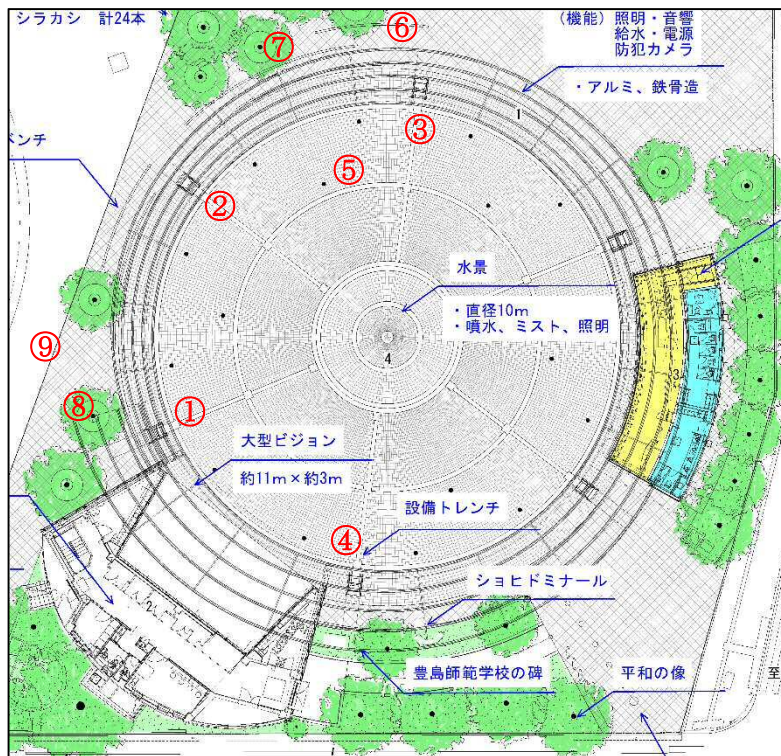 シラカシ 計24本
⑥
(機能) 照明・音響
給水・電源
防犯カメラ
⑦
・アルミ、鉄骨造
1
③
ベンチ
⑤
②
水景
・直径10m
・噴水、ミスト、照明
⑨
4
3
⑧
①
大型ビジョン
約11m×約3m
設備トレンチ
④
ショヒドミナール
2
豊島師範学校の碑
平和の像
至